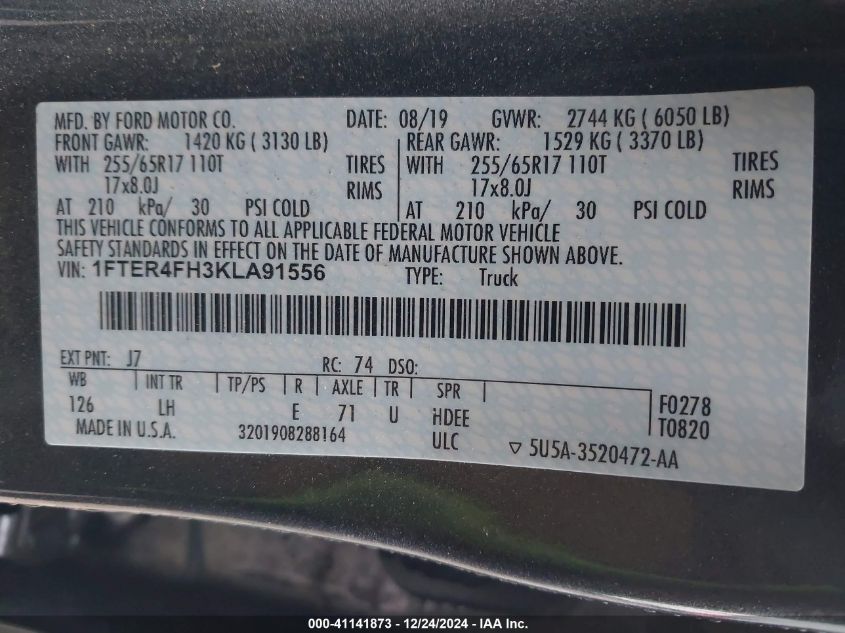 MFD. BY FORD MOTOR CO. DATE: 08/19 GVWR: 2744 KG ( 6050 LB)
FRONT GAWR: 1420 KG ( 3130 LB) REAR GAWR: 1529 KG ( 3370 LB)
WITH 255/65R17 110T TIRES WITH 255/65R17 110T TIRES
17x8.0J RIMS 17x8.0J RIMS
AT 210 kPa/ 30 PSI COLD AT 210 kPa/ 30 PSI COLD
THIS VEHICLE CONFORMS TO ALL APPLICABLE FEDERAL MOTOR VEHICLE
SAFETY STANDARDS IN EFFECT ON THE DATE OF MANUFACTURE SHOWN ABOVE.
VIN: 1FTER4FH3KLA91556 TYPE: Truck
EXT PNT: J7 RC: 74 DSO:
WB INT TR TP/PS R AXLE TR SPR
126 LH E 71 U HDEE F0278
MADE IN U.S.A. 3201908288164 ULC T0820
5U5A-3520472-AA
000-41141873 - 12/24/2024 - IAA Inc.